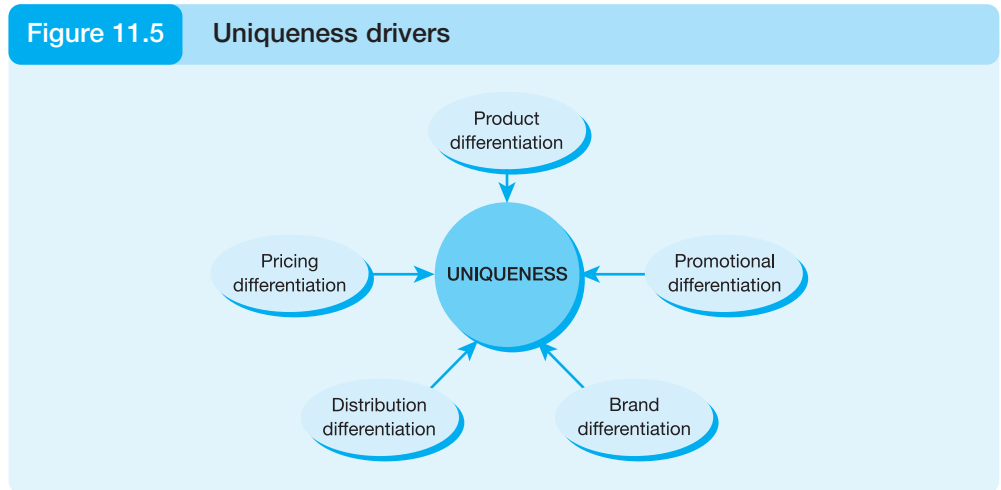 Figure 11.5 Uniqueness drivers
Product
differentiation
Pricing
differentiation
UNIQUENESS
Promotional
differentiation
Distribution
differentiation
Brand
differentiation